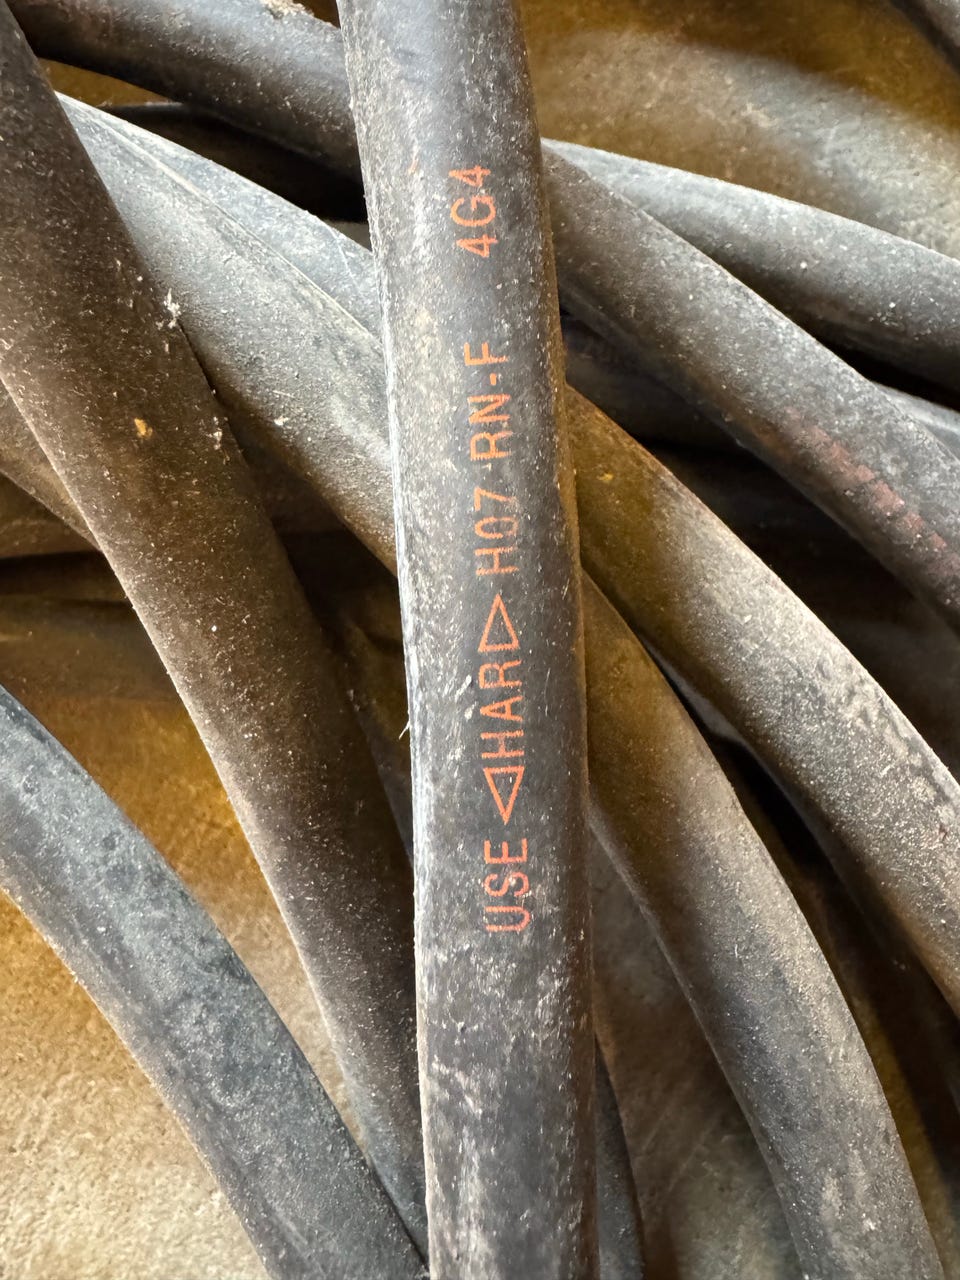 USE ◁HAR▷ H07 RN-F 4G4